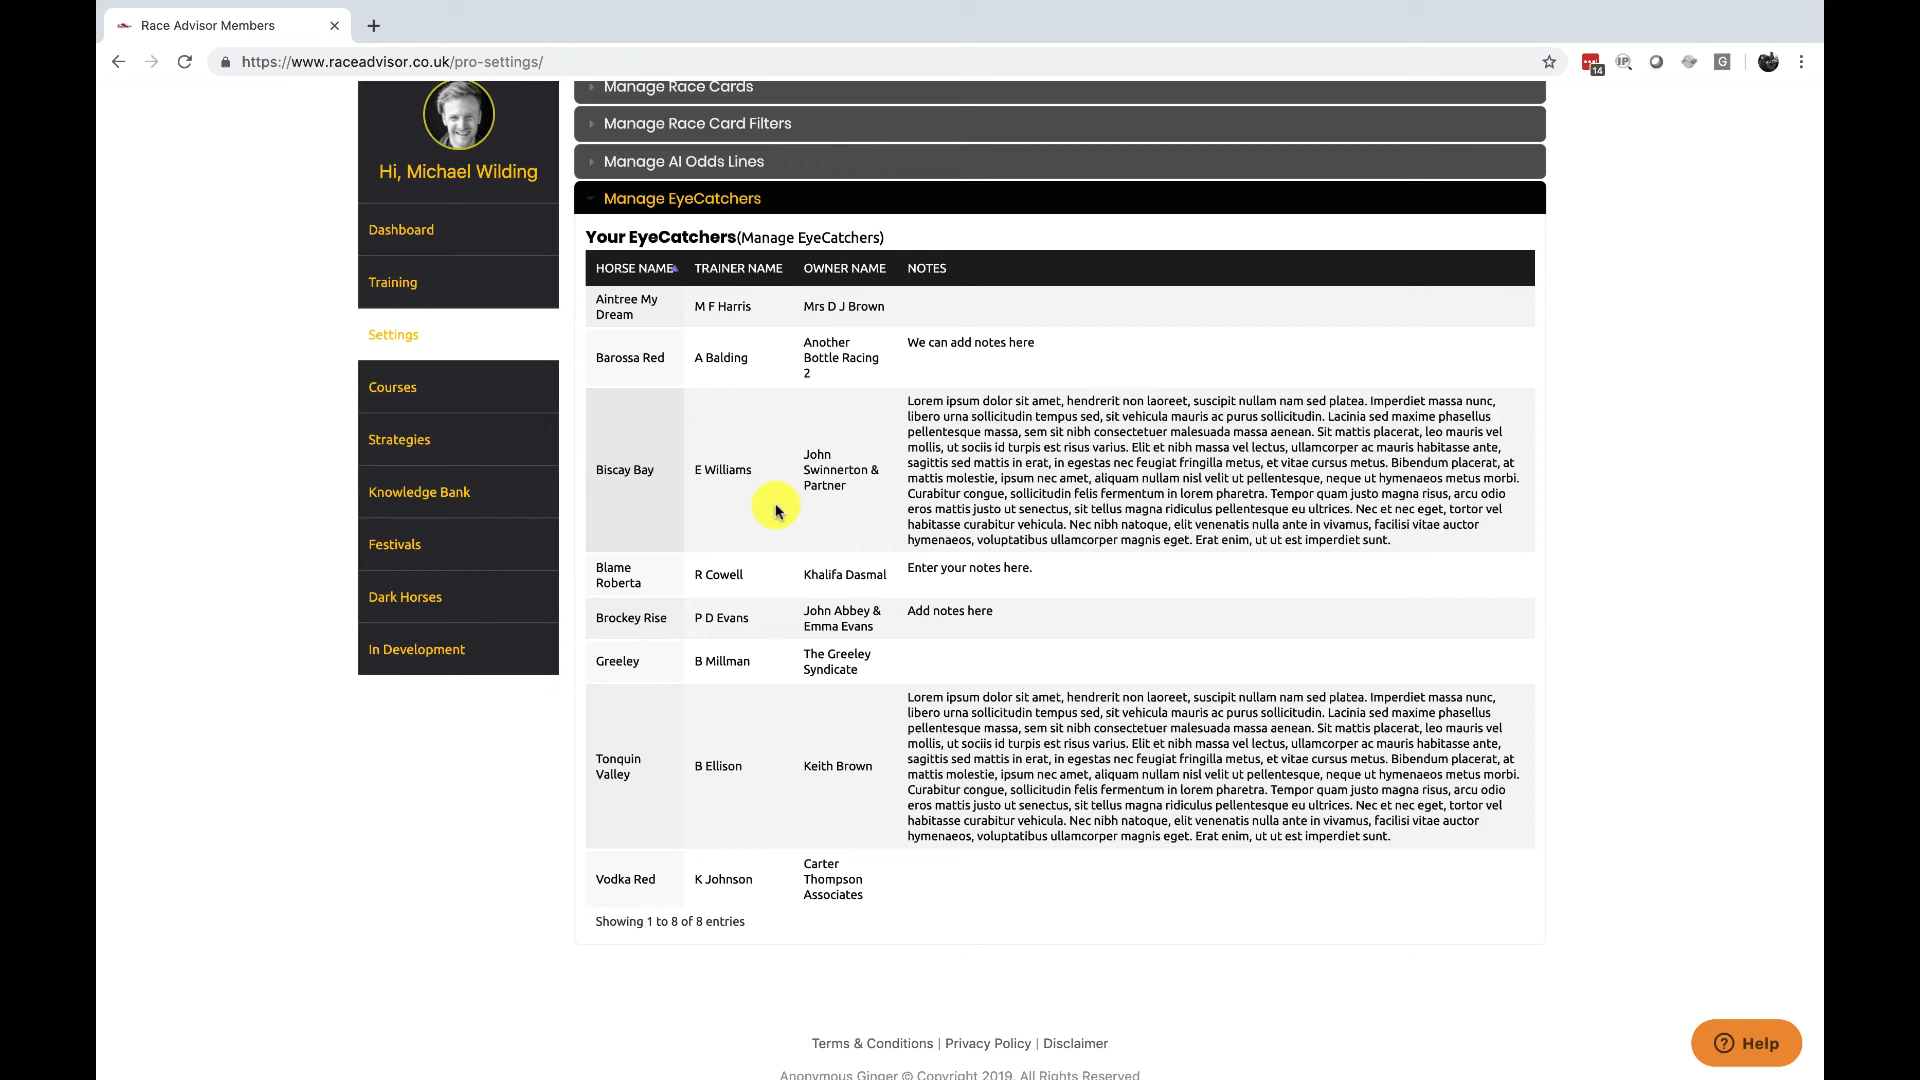 Race Advisor Members
https://www.raceadvisor.co.uk/pro-settings/
14
IP
G
Manage Race Cards
Manage Race Card Filters
Manage AI Odds Lines
Manage EyeCatchers
Hi, Michael Wilding
Dashboard
Training
Settings
Courses
Strategies
Knowledge Bank
Festivals
Dark Horses
In Development
Your EyeCatchers(Manage EyeCatchers)
HORSE NAME TRAINER NAME OWNER NAME NOTES
Aintree My
Dream
M F Harris
Mrs D J Brown
Barossa Red
A Balding
Another
Bottle Racing
2
We can add notes here
Biscay Bay
E Williams
John
Swinnerton &
Partner
Lorem ipsum dolor sit amet, hendrerit non laoreet, suscipit nullam nam sed platea. Imperdiet massa nunc,
libero urna sollicitudin tempus sed, sit vehicula mauris ac purus sollicitudin. Lacinia sed maxime phasellus
pellentesque massa, sem sit nibh consectetuer malesuada massa aenean. Sit mattis placerat, leo mauris vel
mollis, ut sociis id turpis est risus varius. Elit et nibh massa vel lectus, ullamcorper ac mauris habitasse ante,
sagittis sed mattis in erat, in egestas nec feugiat fringilla metus, et vitae cursus metus. Bibendum placerat, at
mattis molestie, ipsum nec amet, aliquam nullam nisl velit ut pellentesque, neque ut hymenaeos metus morbi.
Curabitur congue, sollicitudin felis fermentum in lorem pharetra. Tempor quam justo magna risus, arcu odio
eros mattis justo ut senectus, sit tellus magna ridiculus pellentesque eu ultrices. Nec et nec eget, tortor vel
habitasse curabitur vehicula. Nec nibh natoque, elit venenatis nulla ante in vivamus, facilisi vitae auctor
hymenaeos, voluptatibus ullamcorper magnis eget. Erat enim, ut ut est imperdiet sunt.
Blame
Roberta
R Cowell
Khalifa Dasmal
Enter your notes here.
Brockey Rise
P D Evans
John Abbey &
Emma Evans
Add notes here
Greeley
B Millman
The Greeley
Syndicate
Tonquin
Valley
B Ellison
Keith Brown
Lorem ipsum dolor sit amet, hendrerit non laoreet, suscipit nullam nam sed platea. Imperdiet massa nunc,
libero urna sollicitudin tempus sed, sit vehicula mauris ac purus sollicitudin. Lacinia sed maxime phasellus
pellentesque massa, sem sit nibh consectetuer malesuada massa aenean. Sit mattis placerat, leo mauris vel
mollis, ut sociis id turpis est risus varius. Elit et nibh massa vel lectus, ullamcorper ac mauris habitasse ante,
sagittis sed mattis in erat, in egestas nec feugiat fringilla metus, et vitae cursus metus. Bibendum placerat, at
mattis molestie, ipsum nec amet, aliquam nullam nisl velit ut pellentesque, neque ut hymenaeos metus morbi.
Curabitur congue, sollicitudin felis fermentum in lorem pharetra. Tempor quam justo magna risus, arcu odio
eros mattis justo ut senectus, sit tellus magna ridiculus pellentesque eu ultrices. Nec et nec eget, tortor vel
habitasse curabitur vehicula. Nec nibh natoque, elit venenatis nulla ante in vivamus, facilisi vitae auctor
hymenaeos, voluptatibus ullamcorper magnis eget. Erat enim, ut ut est imperdiet sunt.
Vodka Red
K Johnson
Carter
Thompson
Associates
Showing 1 to 8 of 8 entries
Terms & Conditions | Privacy Policy | Disclaimer
Anonymous Ginger © Copyright 2019. All Rights Reserved
? Help